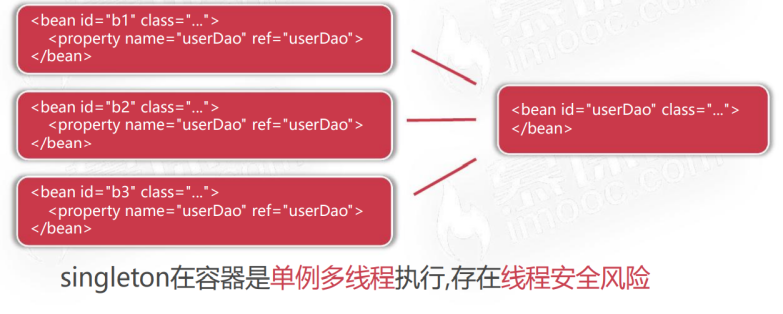 <bean id="b1" class="...">
<property name="userDao" ref="userDao">
</bean>
<bean id="b2" class="...">
<property name="userDao" ref="userDao">
</bean>
<bean id="b3" class="...">
<property name="userDao" ref="userDao">
</bean>
<bean id="userDao" class="...">
</bean>
singleton在容器是单例多线程执行,存在线程安全风险
imooc.com